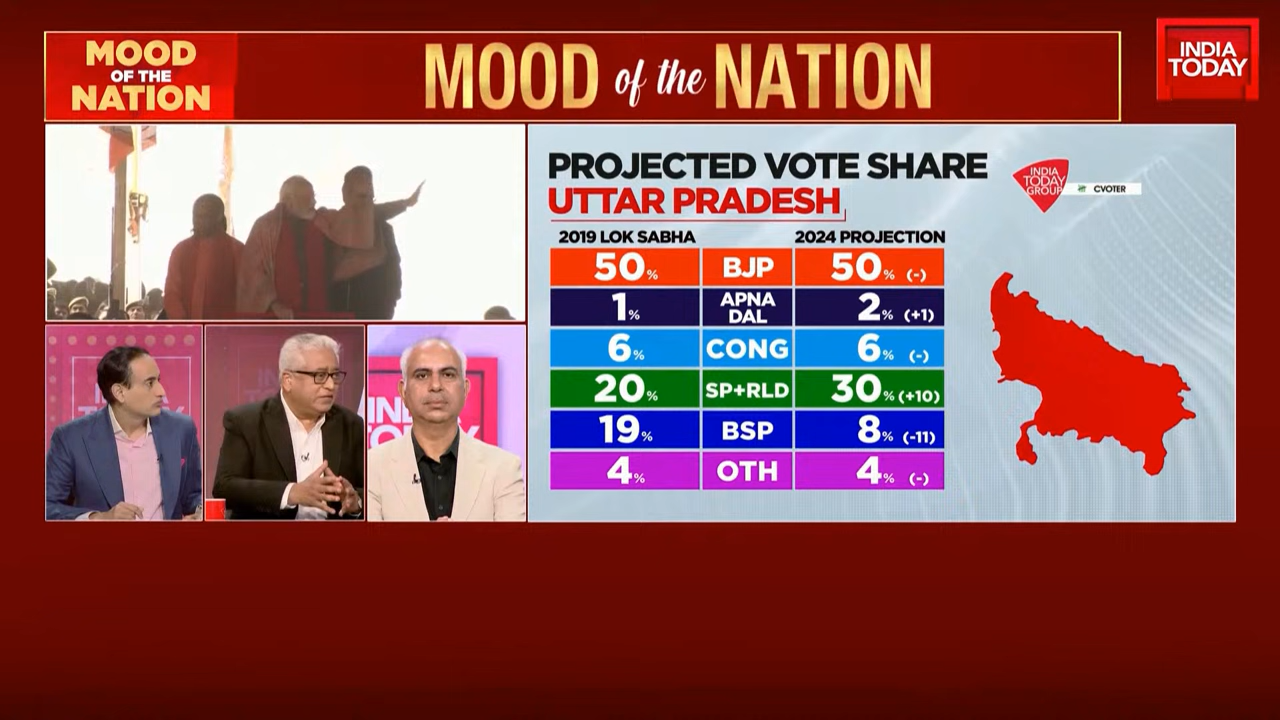 MOOD
OF THE
NATION
MOOD of the NATION
INDIA
TODAY
PROJECTED VOTE SHARE
UTTAR PRADESH
INDIA
TODAY
GROUP
CVOTER
2019 LOK SABHA
2024 PROJECTION
50% BJP 50% (-)
1% APNA DAL 2% (+1)
6% CONG 6% (-)
20% SP+RLD 30% (+10)
19% BSP 8% (-11)
4% OTH 4% (-)